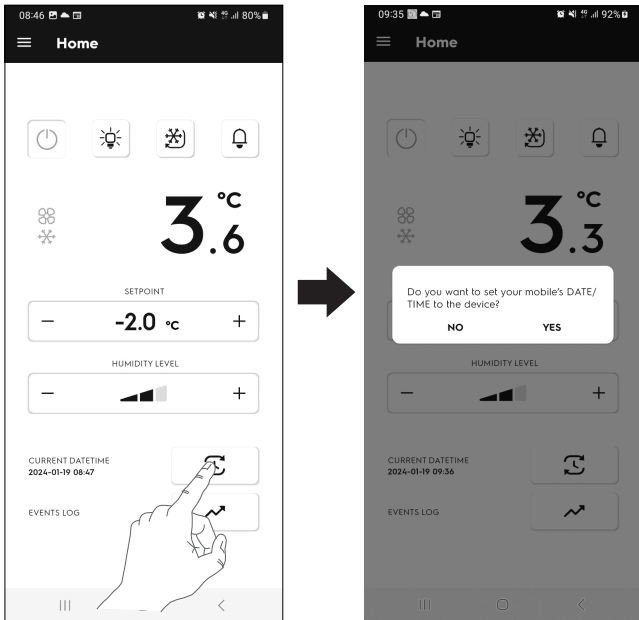 08:46 4G 80%
Home
3.6 °C
SETPOINT
− -2.0 °C +
HUMIDITY LEVEL
− +
CURRENT DATETIME
2024-01-19 08:47
EVENTS LOG
09:35 4G 92%
Home
3.3 °C
Do you want to set your mobile's DATE/
TIME to the device?
NO YES
HUMIDITY LEVEL
− +
CURRENT DATETIME
2024-01-19 09:36
EVENTS LOG